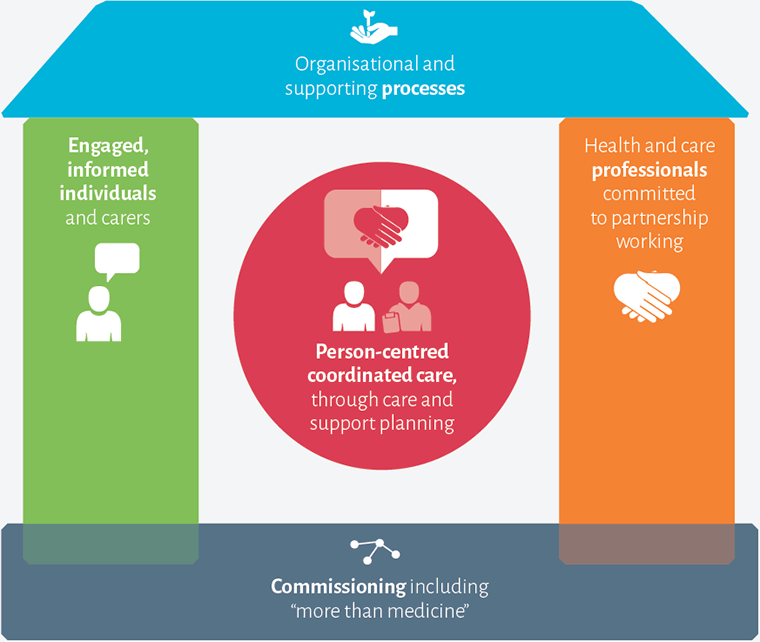 Organisational and
supporting processes
Engaged,
informed
individuals
and carers
Health and care
professionals
committed
to partnership
working
Person-centred
coordinated care,
through care and
support planning
Commissioning including
“more than medicine”